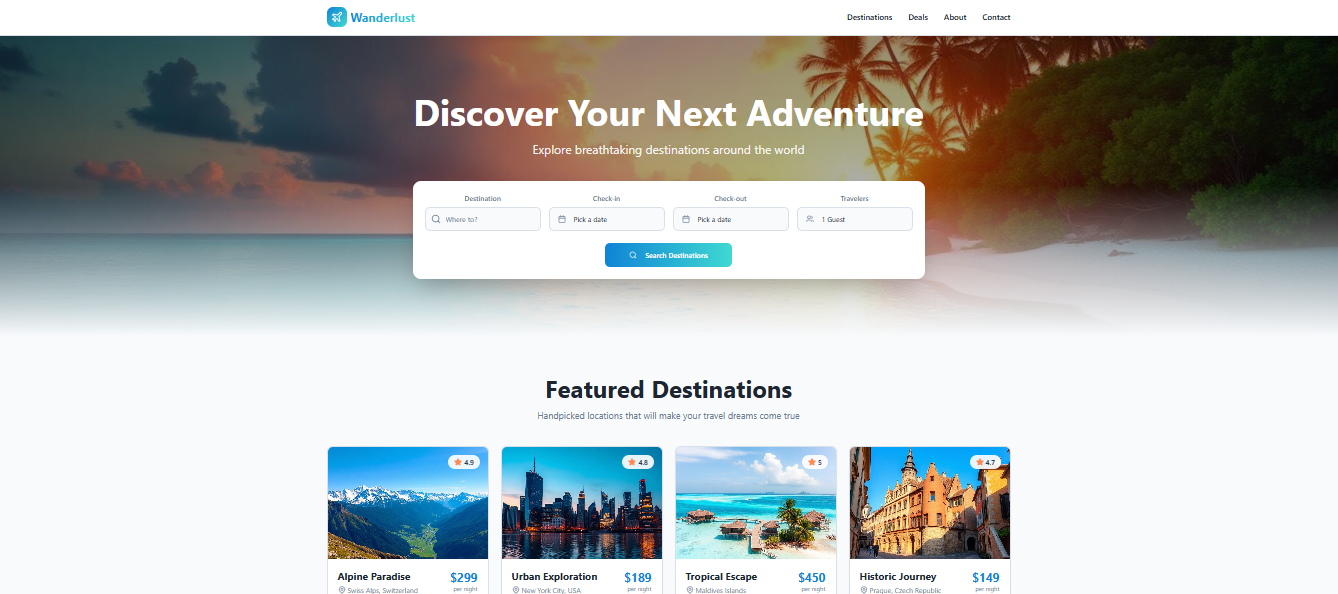 Wanderlust
Destinations Deals About Contact
Discover Your Next Adventure
Explore breathtaking destinations around the world
Destination Check-in Check-out Travelers
Where to? Pick a date Pick a date 1 Guest
Search Destinations
Featured Destinations
Handpicked locations that will make your travel dreams come true
4.9 4.8 5 4.7
Alpine Paradise $299 Urban Exploration $189 Tropical Escape $450 Historic Journey $149
Swiss Alps, Switzerland per night New York City, USA per night Maldives Islands per night Prague, Czech Republic per night